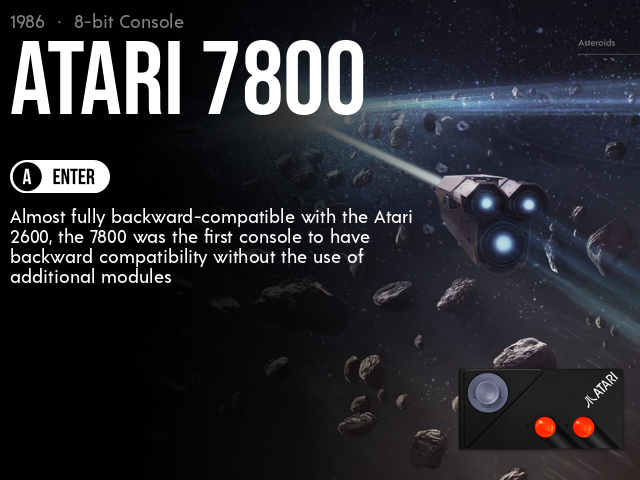 1986 · 8-bit Console
ATARI 7800
Asteroids
A ENTER
Almost fully backward-compatible with the Atari
2600, the 7800 was the first console to have
backward compatibility without the use of
additional modules
ATARI